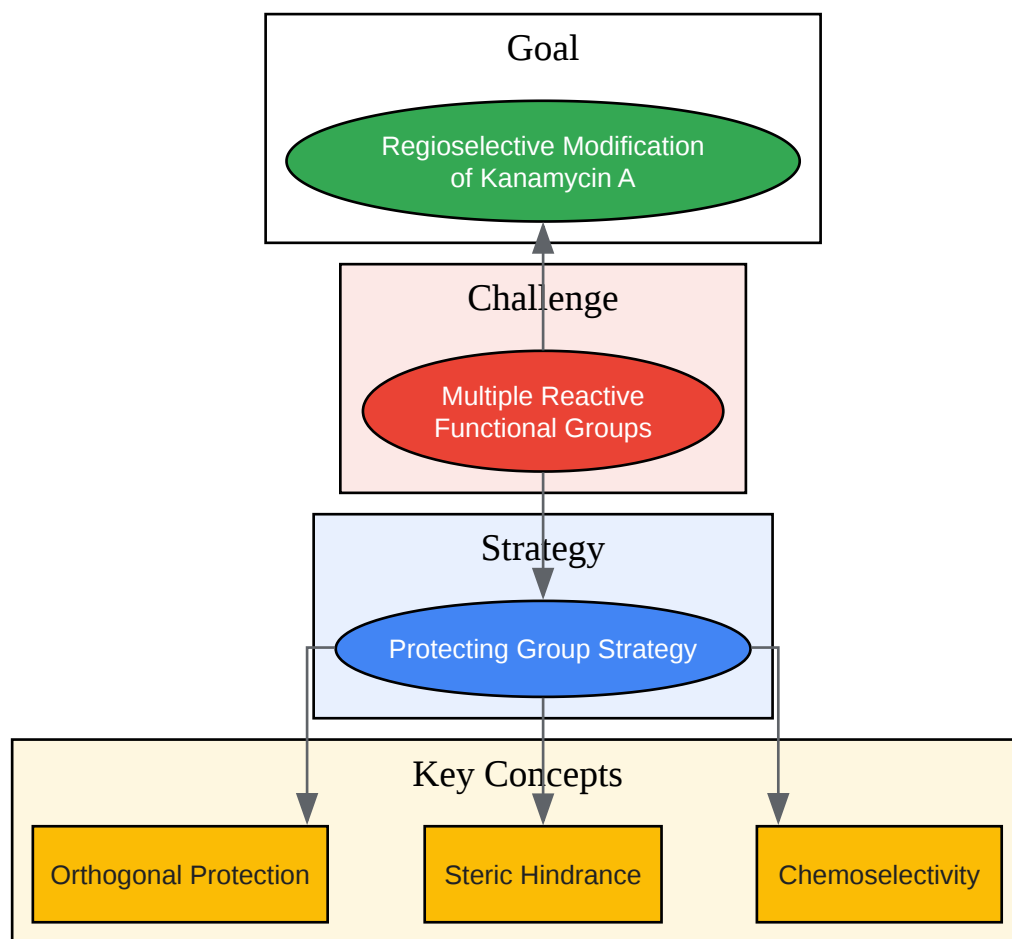 Goal
Regioselective Modification
of Kanamycin A
Challenge
Multiple Reactive
Functional Groups
Strategy
Protecting Group Strategy
Key Concepts
Orthogonal Protection
Steric Hindrance
Chemoselectivity